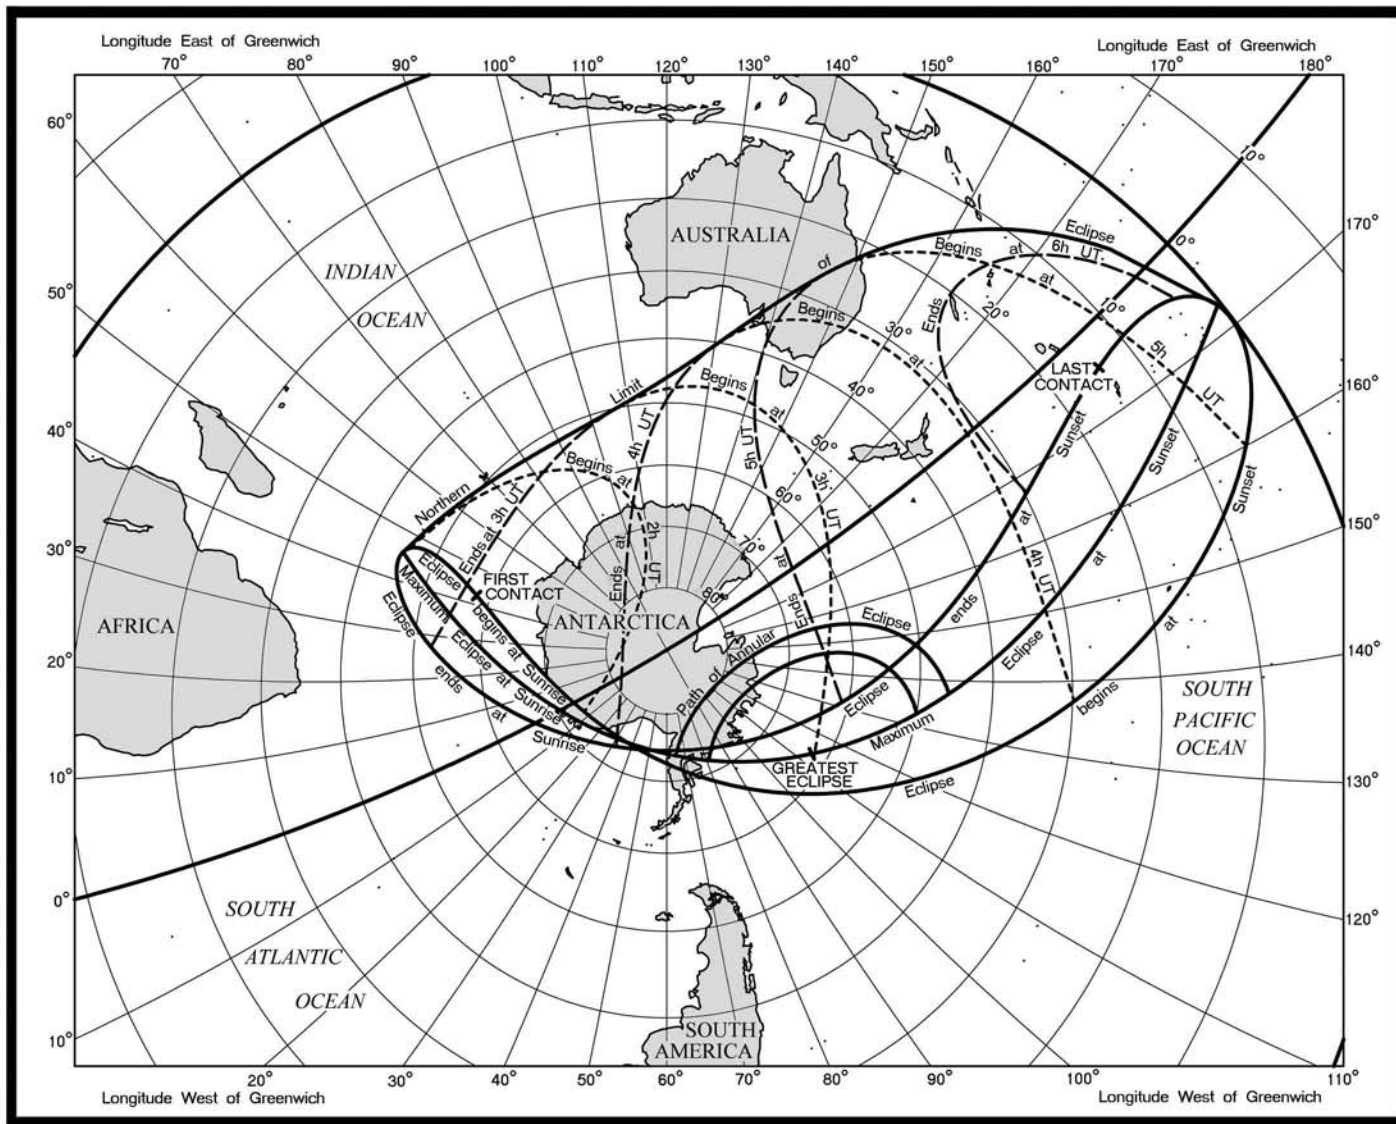 Longitude East of Greenwich
Longitude East of Greenwich
70° 80° 90° 100° 110° 120° 130° 140° 150° 160° 170° 180°
60°
50°
40°
30°
20°
10°
0°
10°
170°
160°
150°
140°
130°
120°
10°
0°
10°
20°
30°
40°
50°
60°
70°
80°
AUSTRALIA
INDIAN
OCEAN
Northern Limit of Eclipse
Begins at 6h UT
Ends
Begins at 5h UT
Begins at 4h UT
Begins at 3h UT
Begins at 2h UT
Ends at 3h UT
Ends at 4h UT
Ends at 5h UT
LAST
CONTACT
FIRST
CONTACT
Eclipse begins at Sunrise
Maximum Eclipse at Sunrise
Eclipse ends at Sunrise
AFRICA
ANTARCTICA
Path of Annular Eclipse
Eclipse ends at Sunset
Maximum Eclipse at Sunset
Eclipse begins at Sunset
GREATEST
ECLIPSE
SOUTH
PACIFIC
OCEAN
SOUTH
ATLANTIC
OCEAN
SOUTH
AMERICA
20° 30° 40° 50° 60° 70° 80° 90° 100° 110°
Longitude West of Greenwich
Longitude West of Greenwich